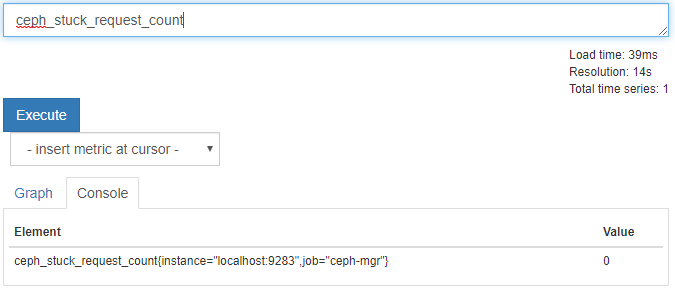 ceph_stuck_request_count
Load time: 39ms
Resolution: 14s
Total time series: 1
Execute
- insert metric at cursor -
Graph Console
Element Value
ceph_stuck_request_count{instance="localhost:9283",job="ceph-mgr"} 0